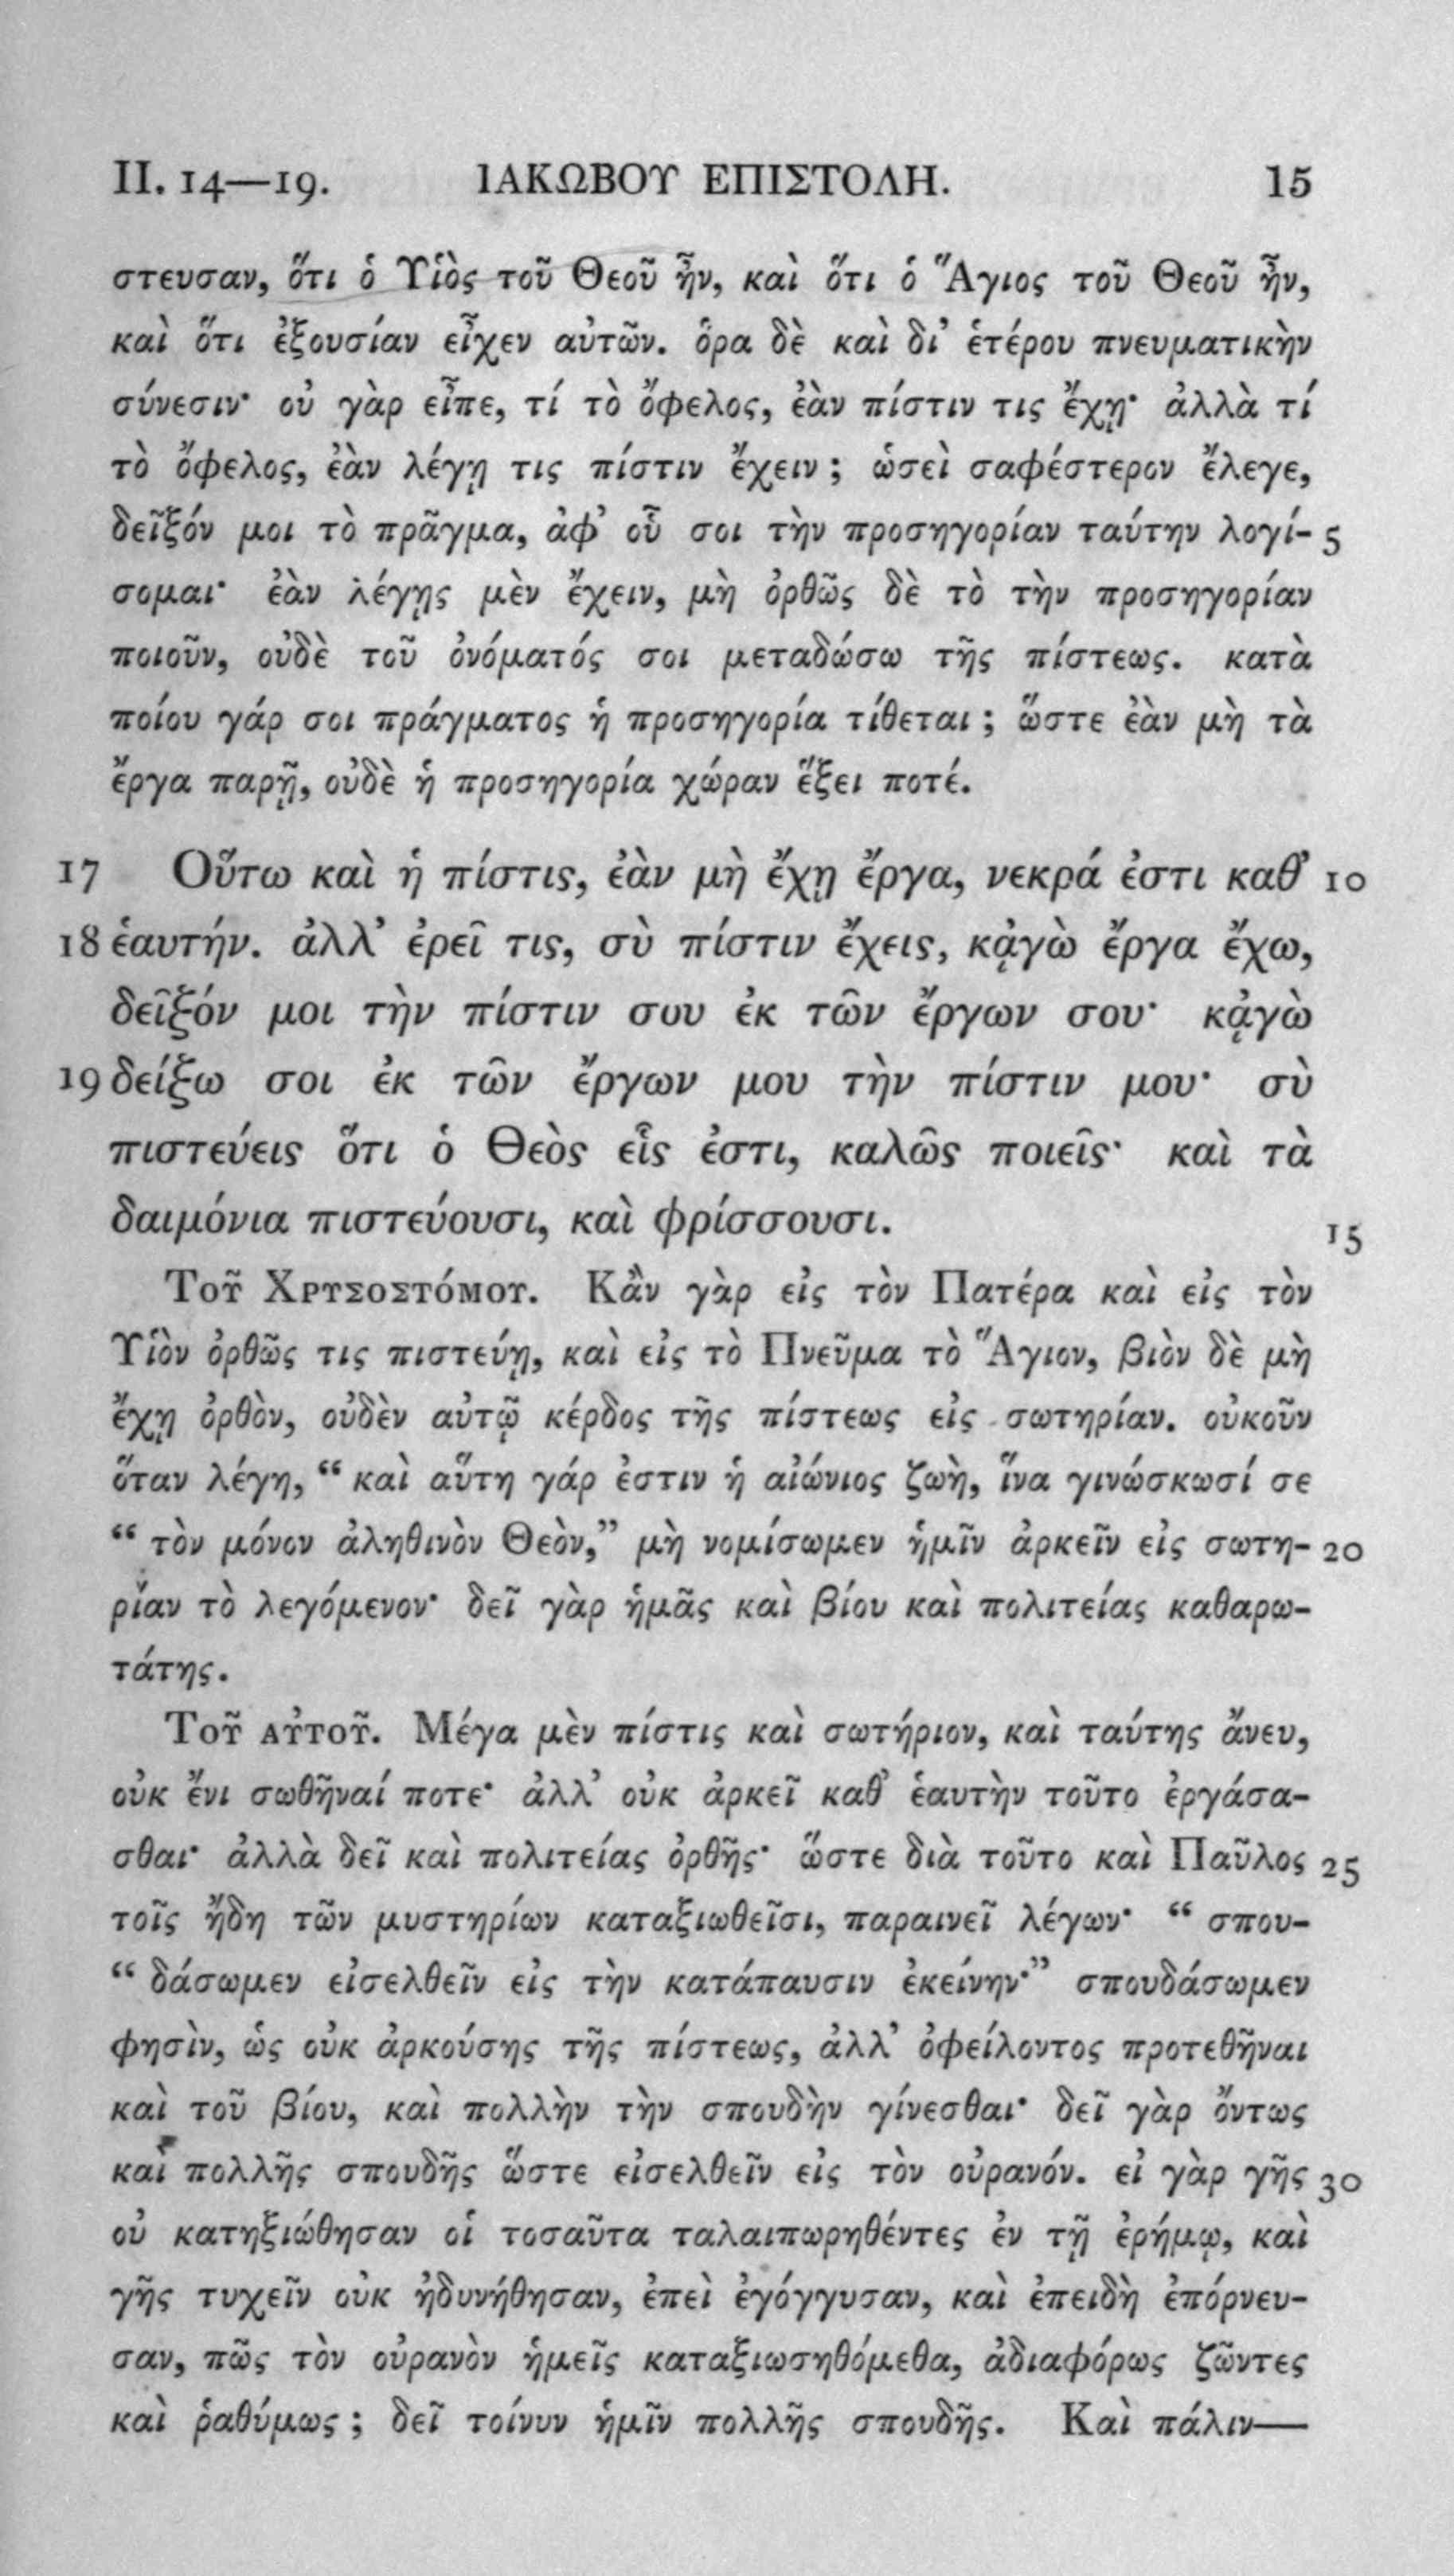 II. 14—19. ΙΑΚΩΒΟΥ ΕΠΙΣΤΟΛΗ. 15
στευσαν, ὅτι ὁ Υἱὸς τοῦ Θεοῦ ἦν, καὶ ὅτι ὁ Ἅγιος τοῦ Θεοῦ ἦν,
καὶ ὅτι ἐξουσίαν εἶχεν αὐτῶν. ὅρα δὲ καὶ δι’ ἑτέρου πνευματικὴν
σύνεσιν· οὐ γὰρ εἶπε, τί τὸ ὄφελος, ἐὰν πίστιν τις ἔχῃ· ἀλλὰ τί
τὸ ὄφελος, ἐὰν λέγῃ τις πίστιν ἔχειν ; ὡσεὶ σαφέστερον ἔλεγε,
δεῖξόν μοι τὸ πρᾶγμα, ἀφ’ οὗ σοι τὴν προσηγορίαν ταύτην λογί- 5
σομαι· ἐὰν λέγῃς μὲν ἔχειν, μὴ ὀρθῶς δὲ τὸ τὴν προσηγορίαν
ποιοῦν, οὐδὲ τοῦ ὀνόματός σοι μεταδώσω τῆς πίστεως. κατὰ
ποίου γάρ σοι πράγματος ἡ προσηγορία τίθεται ; ὥστε ἐὰν μὴ τὰ
ἔργα παρῇ, οὐδὲ ἡ προσηγορία χώραν ἕξει ποτέ.
17 Οὕτω καὶ ἡ πίστις, ἐὰν μὴ ἔχῃ ἔργα, νεκρά ἐστι καθ’ 10
18 ἑαυτήν. ἀλλ’ ἐρεῖ τις, σὺ πίστιν ἔχεις, κᾀγὼ ἔργα ἔχω,
δεῖξόν μοι τὴν πίστιν σου ἐκ τῶν ἔργων σου· κᾀγὼ
19 δείξω σοι ἐκ τῶν ἔργων μου τὴν πίστιν μου· σὺ
πιστεύεις ὅτι ὁ Θεὸς εἷς ἐστι, καλῶς ποιεῖς· καὶ τὰ
δαιμόνια πιστεύουσι, καὶ φρίσσουσι. 15
Τοῦ Χρυσοστόμου. Κἂν γὰρ εἰς τὸν Πατέρα καὶ εἰς τὸν
Υἱὸν ὀρθῶς τις πιστεύῃ, καὶ εἰς τὸ Πνεῦμα τὸ Ἅγιον, βιὸν δὲ μὴ
ἔχῃ ὀρθὸν, οὐδὲν αὐτῷ κέρδος τῆς πίστεως εἰς σωτηρίαν. οὐκοῦν
ὅταν λέγη, “ καὶ αὕτη γάρ ἐστιν ἡ αἰώνιος ζωὴ, ἵνα γινώσκωσί σε
“ τὸν μόνον ἀληθινὸν Θεὸν,” μὴ νομίσωμεν ἡμῖν ἀρκεῖν εἰς σωτη- 20
ρίαν τὸ λεγόμενον· δεῖ γὰρ ἡμᾶς καὶ βίου καὶ πολιτείας καθαρω-
τάτης.
Τοῦ αὐτοῦ. Μέγα μὲν πίστις καὶ σωτήριον, καὶ ταύτης ἄνευ,
οὐκ ἔνι σωθῆναί ποτε· ἀλλ’ οὐκ ἀρκεῖ καθ’ ἑαυτὴν τοῦτο ἐργάσα-
σθαι· ἀλλὰ δεῖ καὶ πολιτείας ὀρθῆς· ὥστε διὰ τοῦτο καὶ Παῦλος 25
τοῖς ἤδη τῶν μυστηρίων καταξιωθεῖσι, παραινεῖ λέγων· “ σπου-
“ δάσωμεν εἰσελθεῖν εἰς τὴν κατάπαυσιν ἐκείνην·” σπουδάσωμεν
φησὶν, ὡς οὐκ ἀρκούσης τῆς πίστεως, ἀλλ’ ὀφείλοντος προτεθῆναι
καὶ τοῦ βίου, καὶ πολλὴν τὴν σπουδὴν γίνεσθαι· δεῖ γὰρ ὄντως
καὶ πολλῆς σπουδῆς ὥστε εἰσελθεῖν εἰς τὸν οὐρανόν. εἰ γὰρ γῆς 30
οὐ κατηξιώθησαν οἱ τοσαῦτα ταλαιπωρηθέντες ἐν τῇ ἐρήμῳ, καὶ
γῆς τυχεῖν οὐκ ἠδυνήθησαν, ἐπεὶ ἐγόγγυσαν, καὶ ἐπειδὴ ἐπόρνευ-
σαν, πῶς τὸν οὐρανὸν ἡμεῖς καταξιωσηθόμεθα, ἀδιαφόρως ζῶντες
καὶ ῥαθύμως ; δεῖ τοίνυν ἡμῖν πολλῆς σπουδῆς. Καὶ πάλιν—